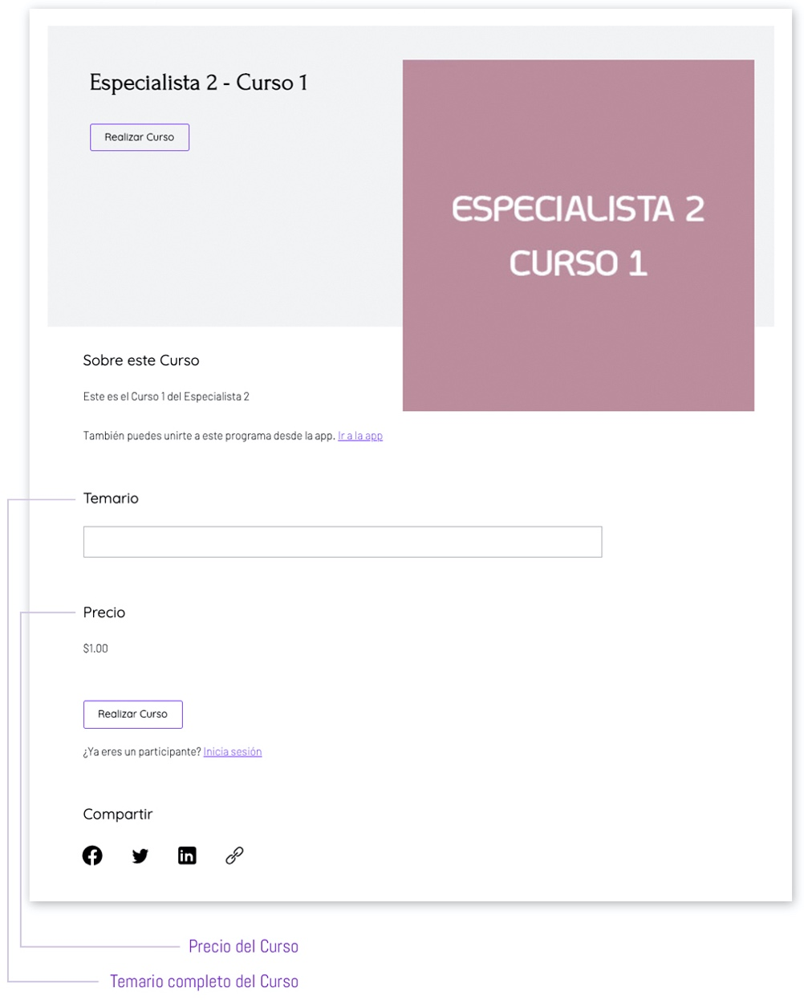 Especialista 2 - Curso 1
Realizar Curso
ESPECIALISTA 2
CURSO 1
Sobre este Curso
Este es el Curso 1 del Especialista 2
También puedes unirte a este programa desde la app. Ir a la app
Temario
Precio
$1.00
Realizar Curso
¿Ya eres un participante? Inicia sesión
Compartir
in
Precio del Curso
Temario completo del Curso